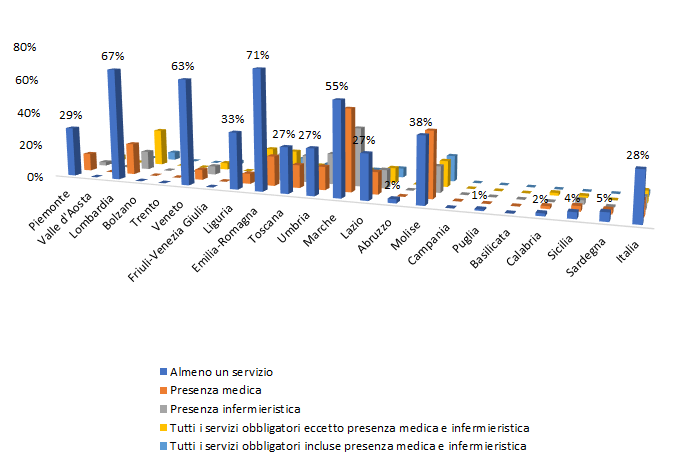 80%
60%
40%
20%
0%
29%
67%
63%
33%
71%
27%
27%
55%
27%
2%
38%
1%
2%
4%
5%
28%
Piemonte
Valle d'Aosta
Lombardia
Bolzano
Trento
Veneto
Friuli-Venezia Giulia
Liguria
Emilia-Romagna
Toscana
Umbria
Marche
Lazio
Abruzzo
Molise
Campania
Puglia
Basilicata
Calabria
Sicilia
Sardegna
Italia
Almeno un servizio
Presenza medica
Presenza infermieristica
Tutti i servizi obbligatori eccetto presenza medica e infermieristica
Tutti i servizi obbligatori incluse presenza medica e infermieristica